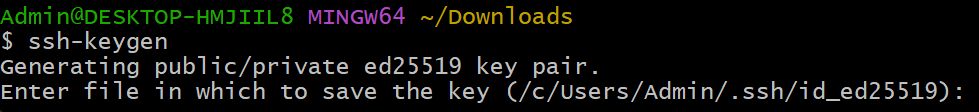 Admin@DESKTOP-HMJIIL8 MINGW64 ~/Downloads
$ ssh-keygen
Generating public/private ed25519 key pair.
Enter file in which to save the key (/c/Users/Admin/.ssh/id_ed25519):